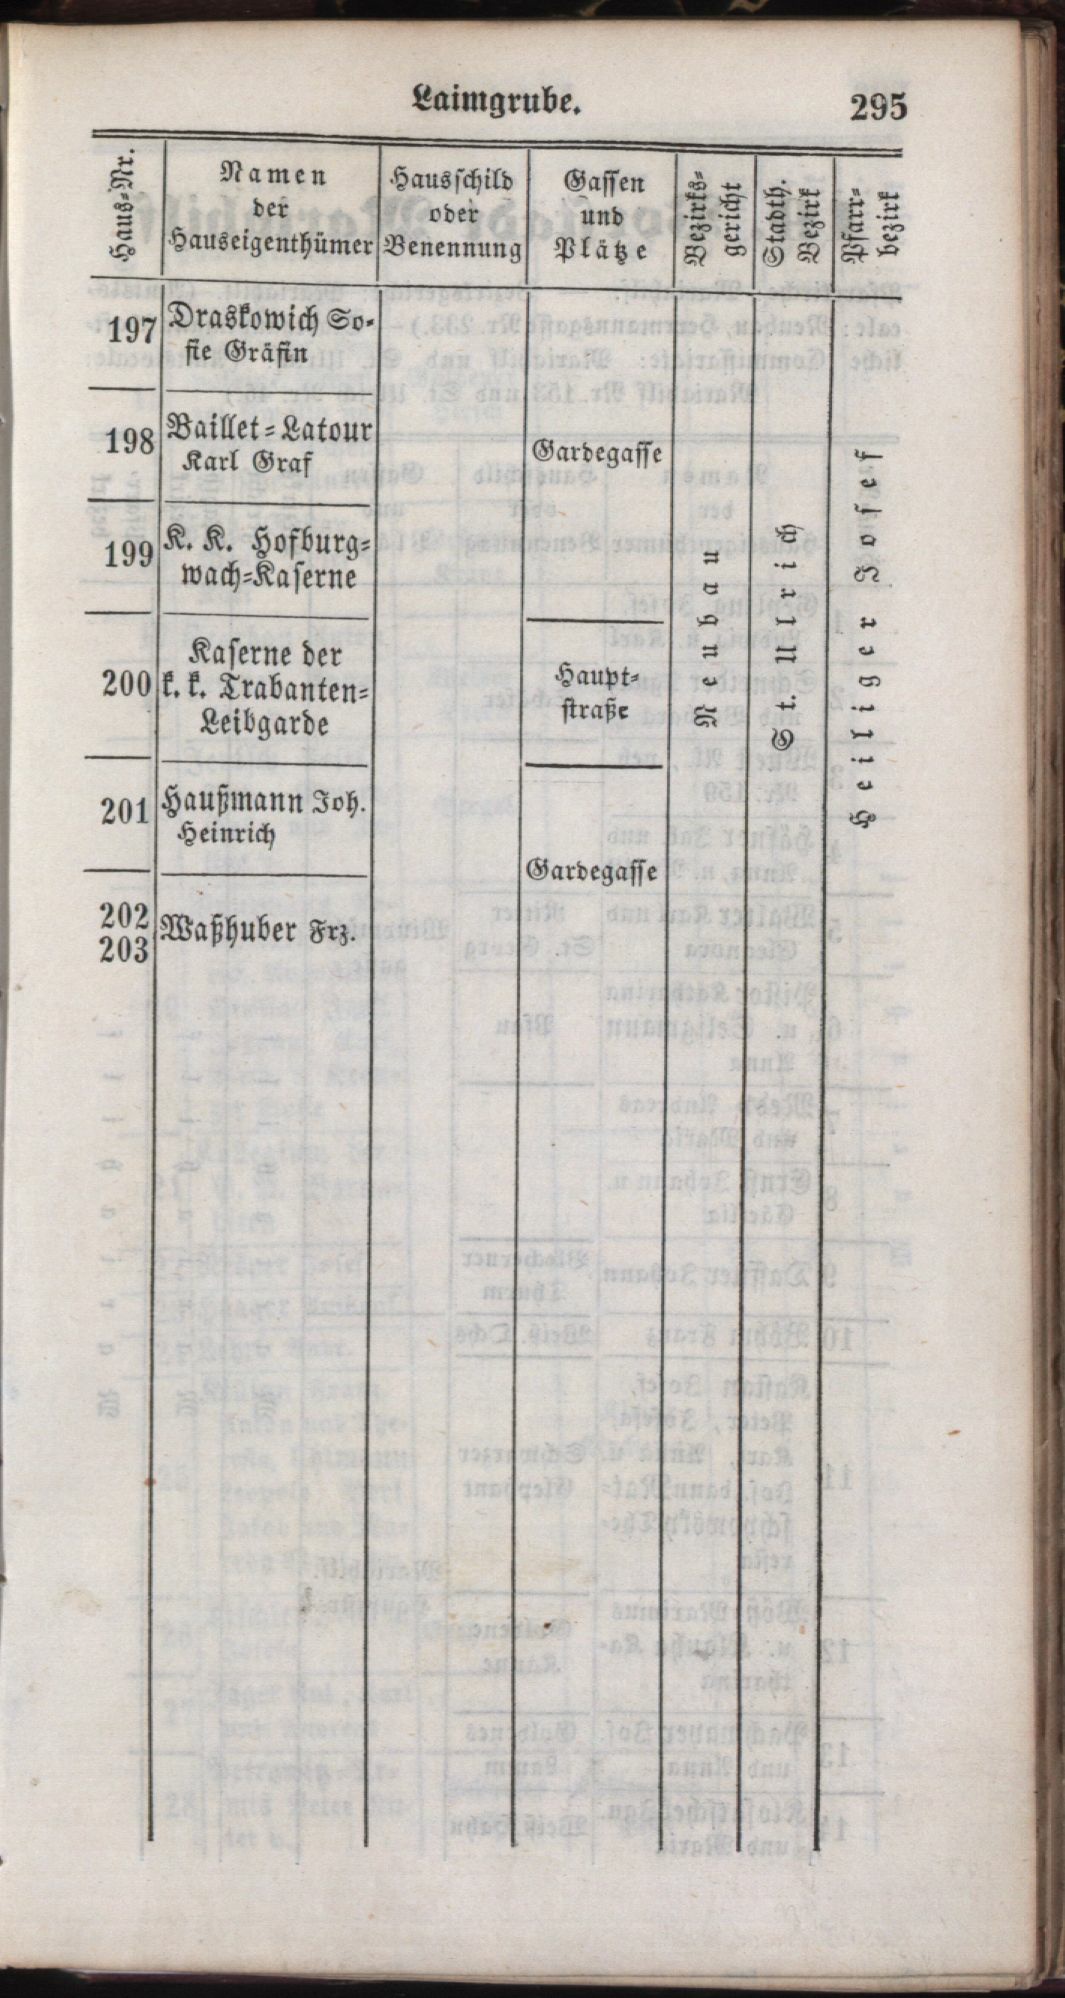 Laimgrube.
295
Haus-Nr.
Namen
der
Hauseigenthümer
Hausschild
oder
Benennung
Gassen
und
Plätze
Bezirks-
gericht
Stadth.
Bezirk
Pfarr-
bezirk
197
Draskowich So-
fie Gräfin
198
Baillet-Latour
Karl Graf
199
K. K. Hofburg-
wach-Kaserne
Gardegasse
200
Kaserne der
k. k. Trabanten-
Leibgarde
Haupt-
straße
201
Haußmann Joh.
Heinrich
202
203
Waßhuber Frz.
Gardegasse
Neubau
St. Ulrich
Heiliger Josef